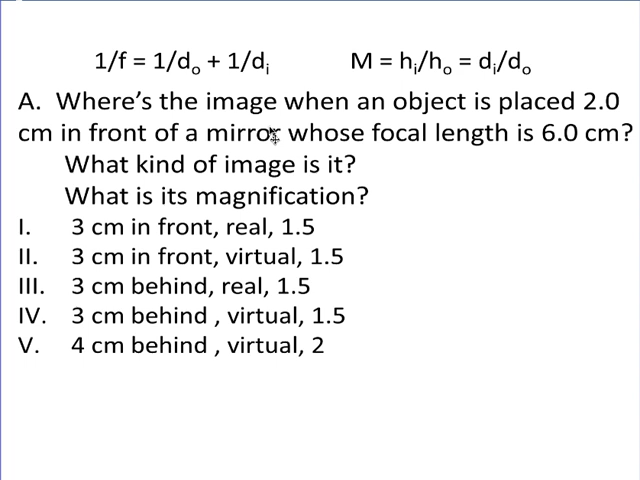 1/f = 1/dₒ + 1/dᵢ M = hᵢ/hₒ = dᵢ/dₒ
A. Where's the image when an object is placed 2.0
cm in front of a mirror whose focal length is 6.0 cm?
What kind of image is it?
What is its magnification?
I. 3 cm in front, real, 1.5
II. 3 cm in front, virtual, 1.5
III. 3 cm behind, real, 1.5
IV. 3 cm behind , virtual, 1.5
V. 4 cm behind , virtual, 2